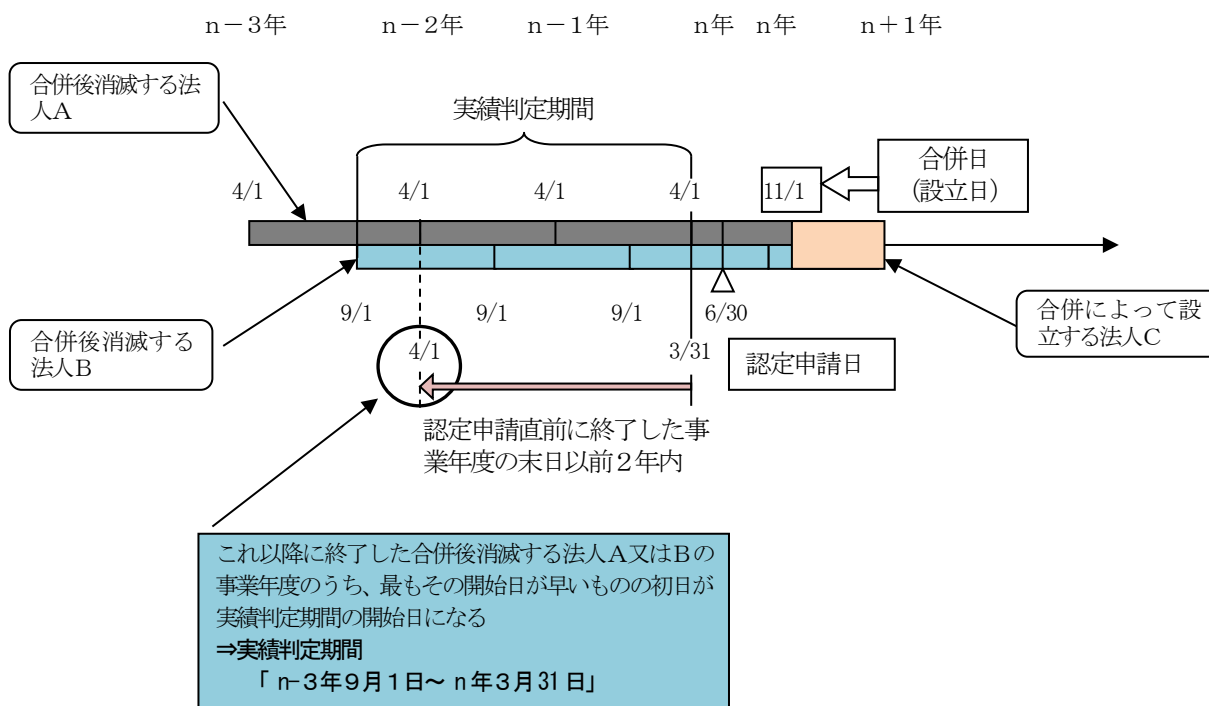 n－3年
n－2年
n－1年
n年
n年
n＋1年
合併後消滅する法
人A
実績判定期間
合併日
（設立日）
4/1
4/1
4/1
4/1
11/1
9/1
9/1
9/1
6/30
合併後消滅する
法人B
合併によって設
立する法人C
4/1
3/31
認定申請日
認定申請直前に終了した事
業年度の末日以前２年内
これ以降に終了した合併後消滅する法人A又はBの
事業年度のうち、最もその開始日が早いものの初日が
実績判定期間の開始日になる
⇒実績判定期間
「 n-３年９月１日～ n 年３月 31 日」